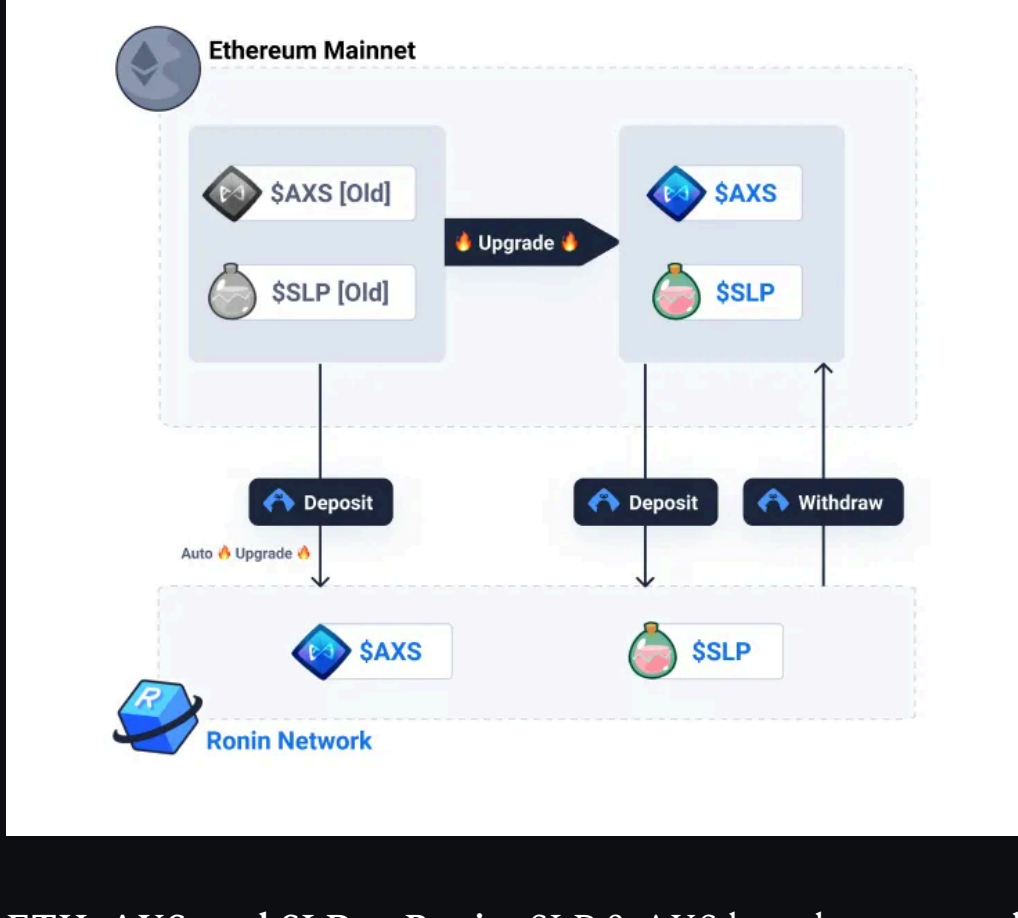 Ethereum Mainnet
$AXS [Old]
$SLP [Old]
🔥 Upgrade 🔥
$AXS
$SLP
Deposit
Auto 🔥 Upgrade 🔥
Deposit
Withdraw
$AXS
$SLP
R
Ronin Network